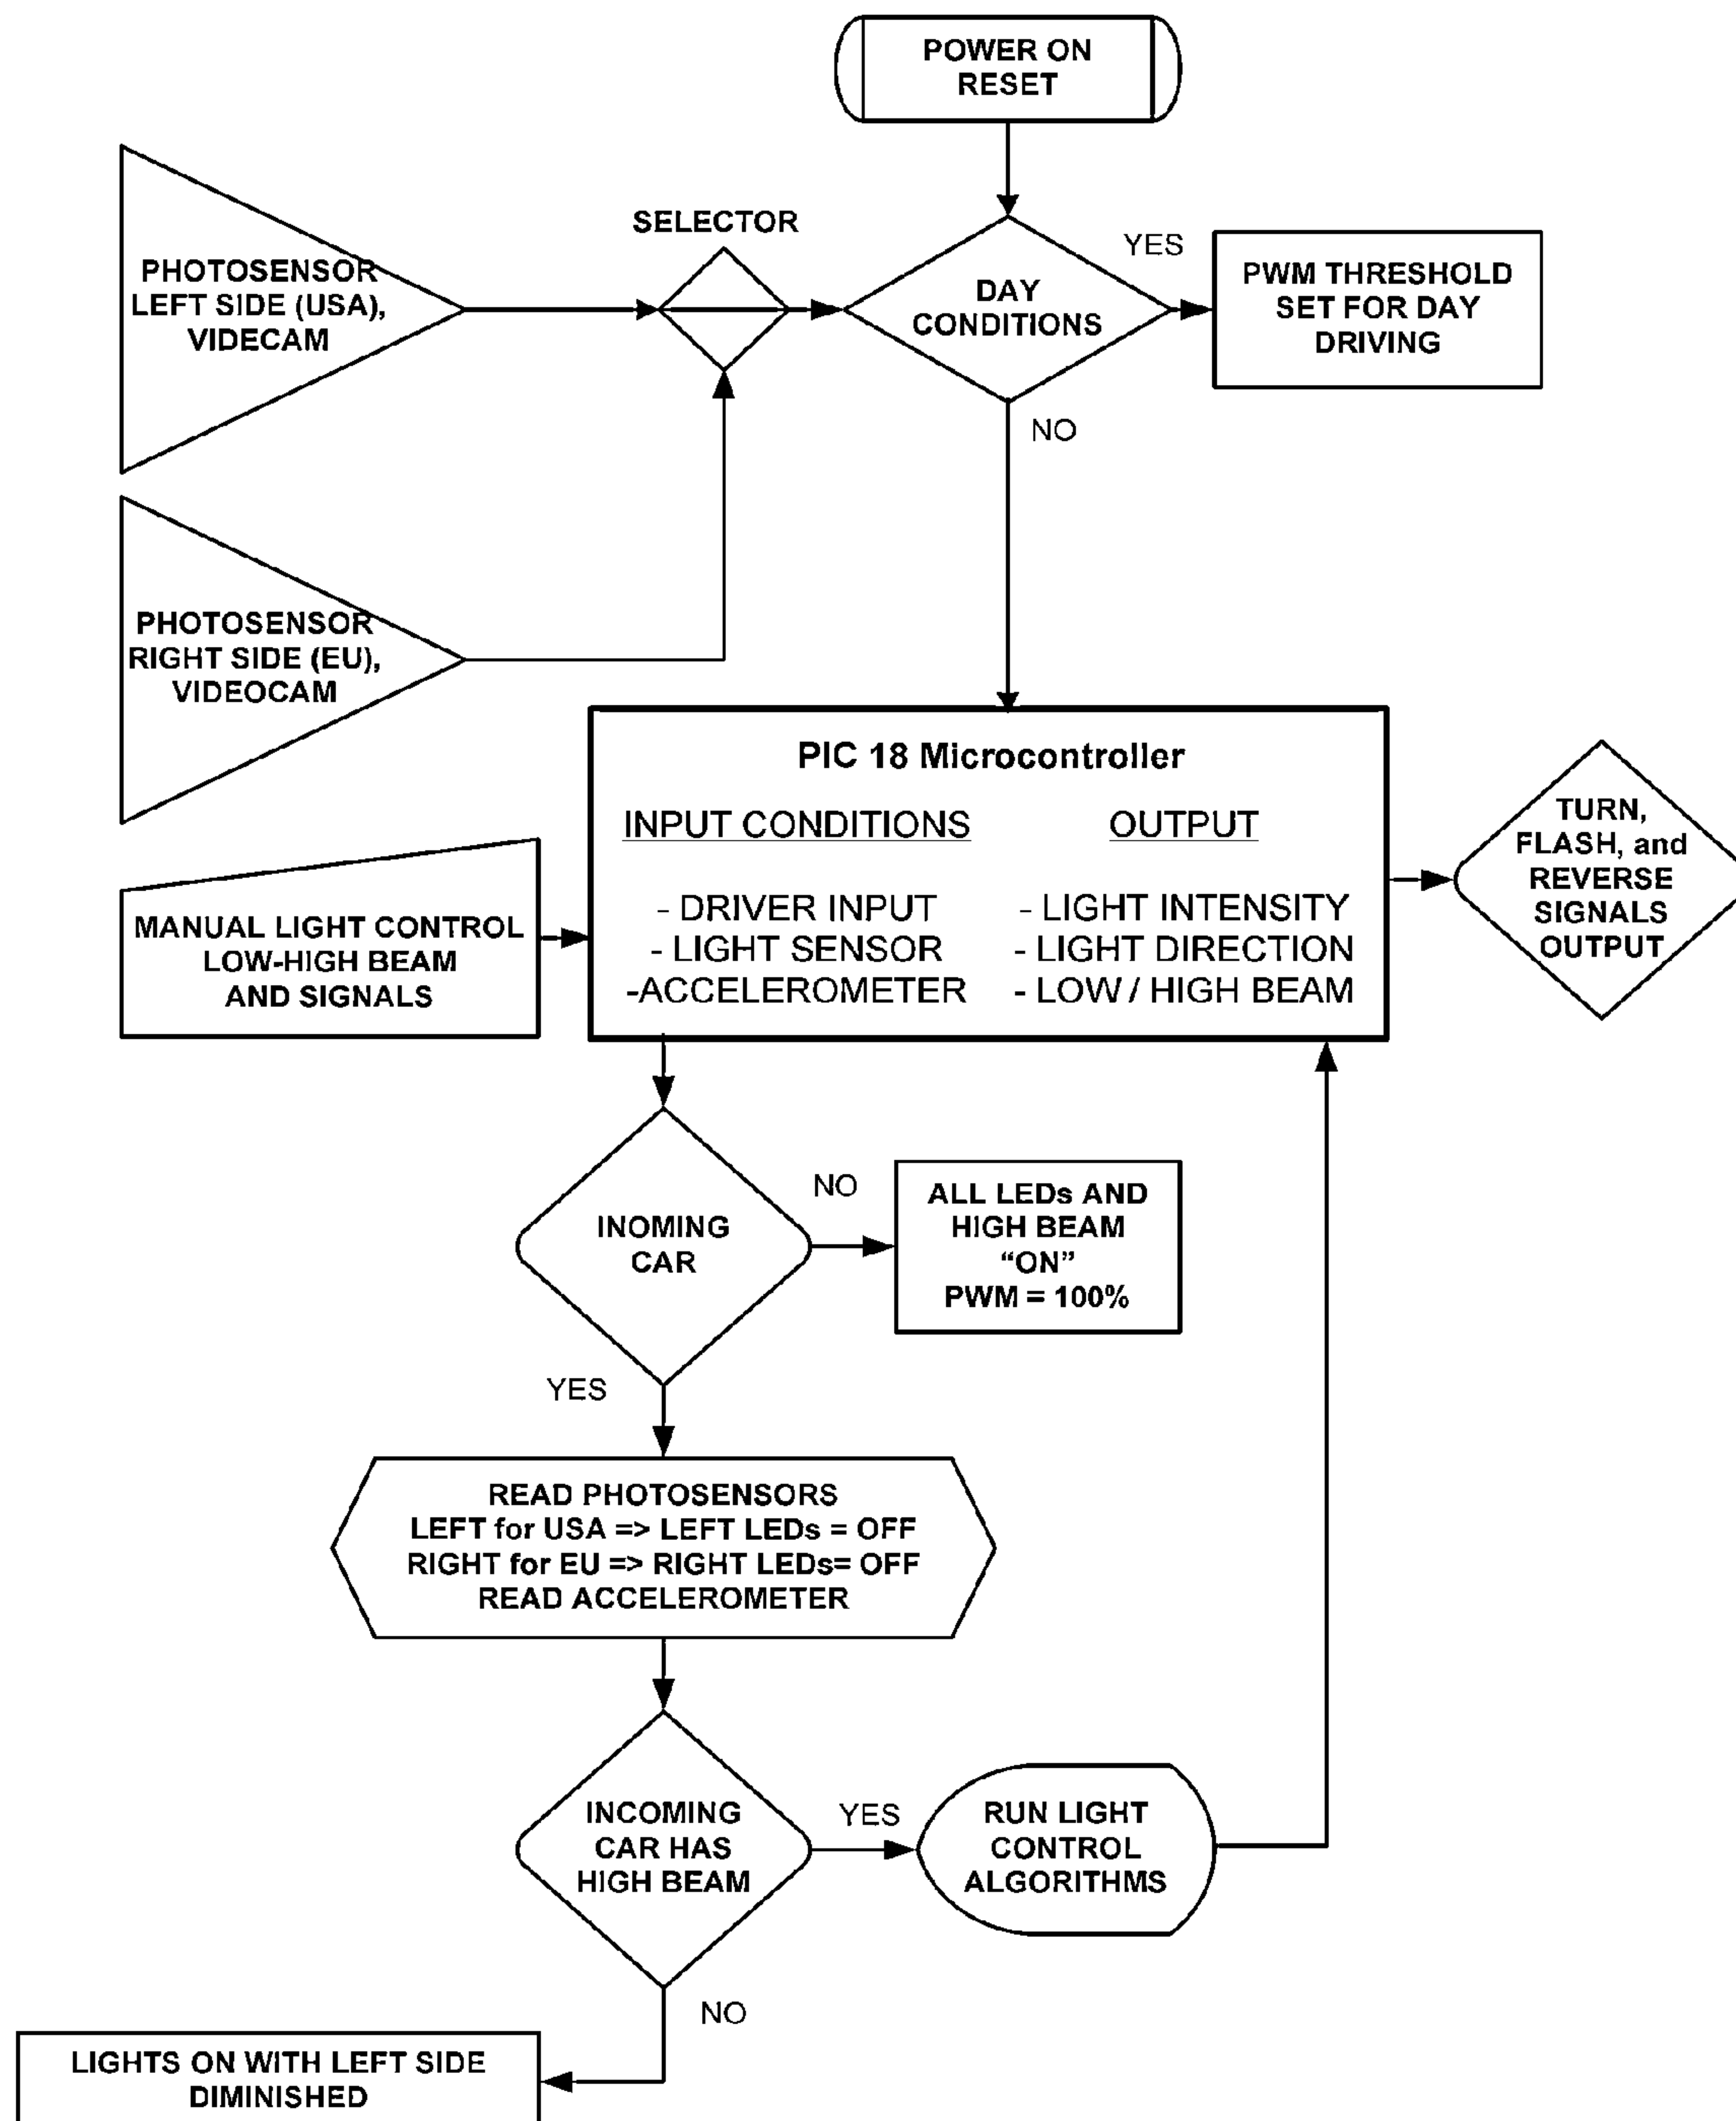 POWER ON
RESET
SELECTOR
PHOTOSENSOR
LEFT SIDE (USA),
VIDECAM
DAY
CONDITIONS
YES
PWM THRESHOLD
SET FOR DAY
DRIVING
NO
PHOTOSENSOR
RIGHT SIDE (EU),
VIDEOCAM
PIC 18 Microcontroller
INPUT CONDITIONS
- DRIVER INPUT
- LIGHT SENSOR
-ACCELEROMETER
OUTPUT
- LIGHT INTENSITY
- LIGHT DIRECTION
- LOW / HIGH BEAM
TURN,
FLASH, and
REVERSE
SIGNALS
OUTPUT
MANUAL LIGHT CONTROL
LOW-HIGH BEAM
AND SIGNALS
INOMING
CAR
NO
ALL LEDs AND
HIGH BEAM
“ON”
PWM = 100%
YES
READ PHOTOSENSORS
LEFT for USA => LEFT LEDs = OFF
RIGHT for EU => RIGHT LEDs= OFF
READ ACCELEROMETER
INCOMING
CAR HAS
HIGH BEAM
YES
RUN LIGHT
CONTROL
ALGORITHMS
NO
LIGHTS ON WITH LEFT SIDE
DIMINISHED